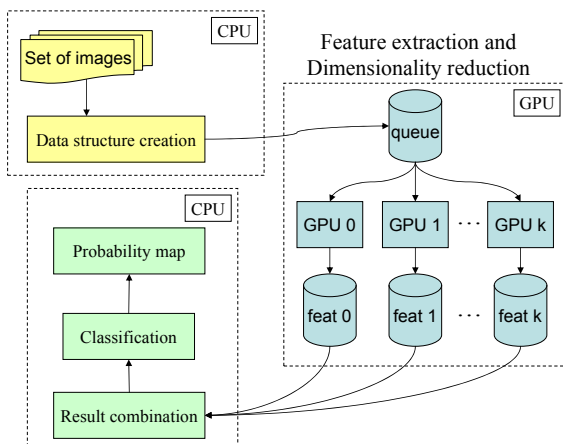 CPU
Set of images
Data structure creation
Feature extraction and
Dimensionality reduction
GPU
queue
GPU 0
GPU 1
...
GPU k
feat 0
feat 1
...
feat k
CPU
Probability map
Classification
Result combination